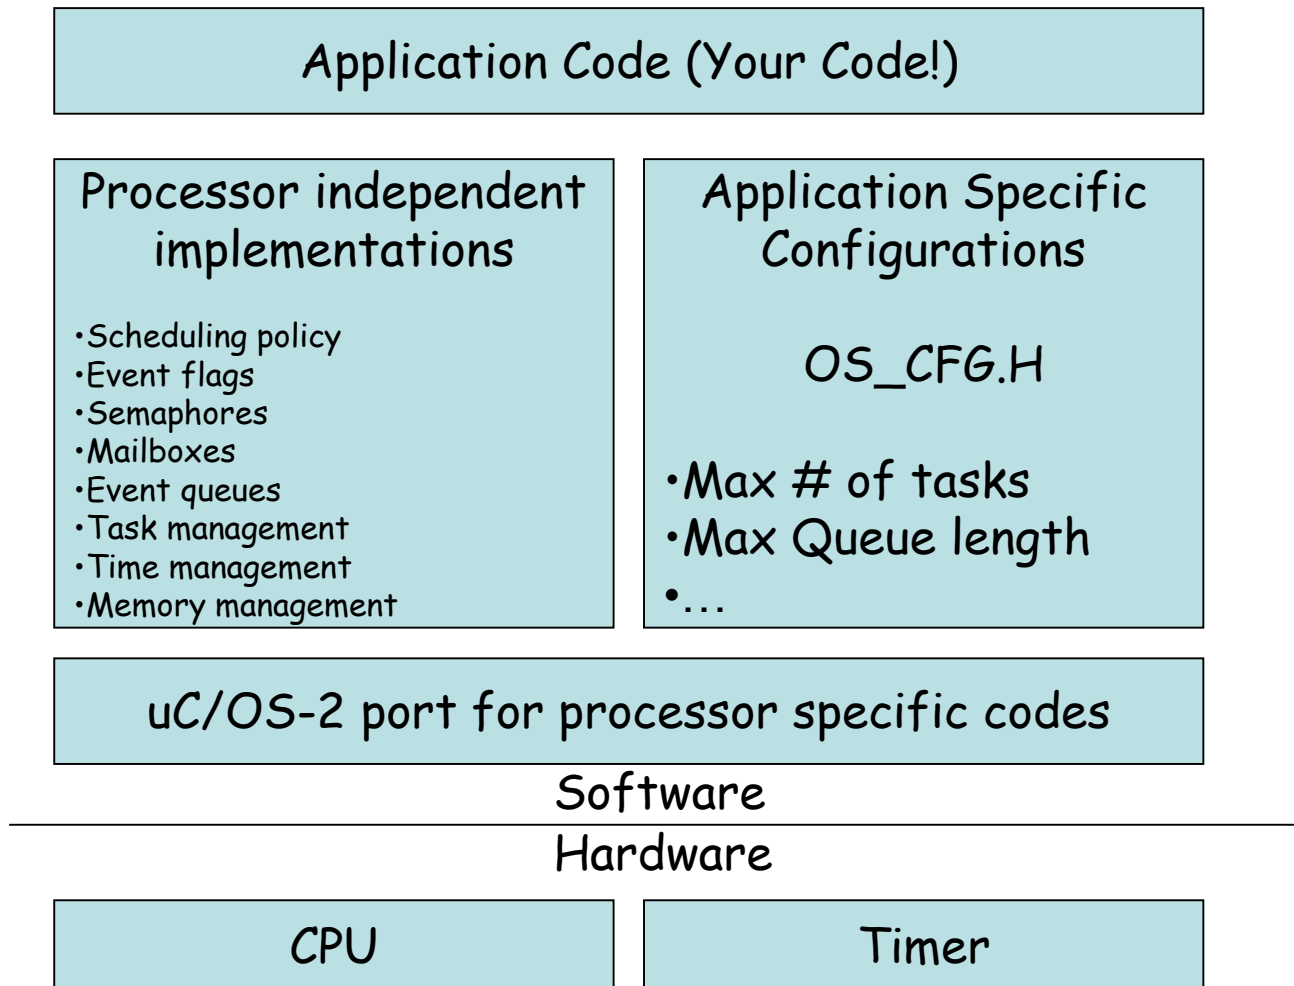 Application Code (Your Code!)
Processor independent
implementations
•Scheduling policy
•Event flags
•Semaphores
•Mailboxes
•Event queues
•Task management
•Time management
•Memory management
Application Specific
Configurations
OS_CFG.H
•Max # of tasks
•Max Queue length
•...
uC/OS-2 port for processor specific codes
Software
Hardware
CPU
Timer